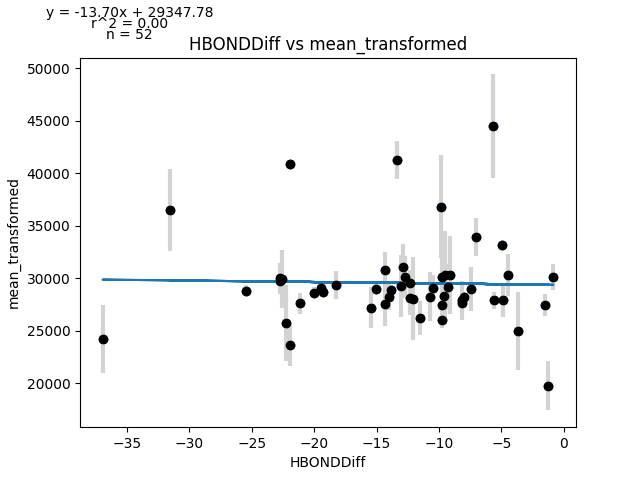 y = -13.70x + 29347.78
r^2 = 0.00
n = 52
HBONDDiff vs mean_transformed
50000
45000
40000
35000
30000
25000
20000
mean_transformed
−35 −30 −25 −20 −15 −10 −5 0
HBONDDiff